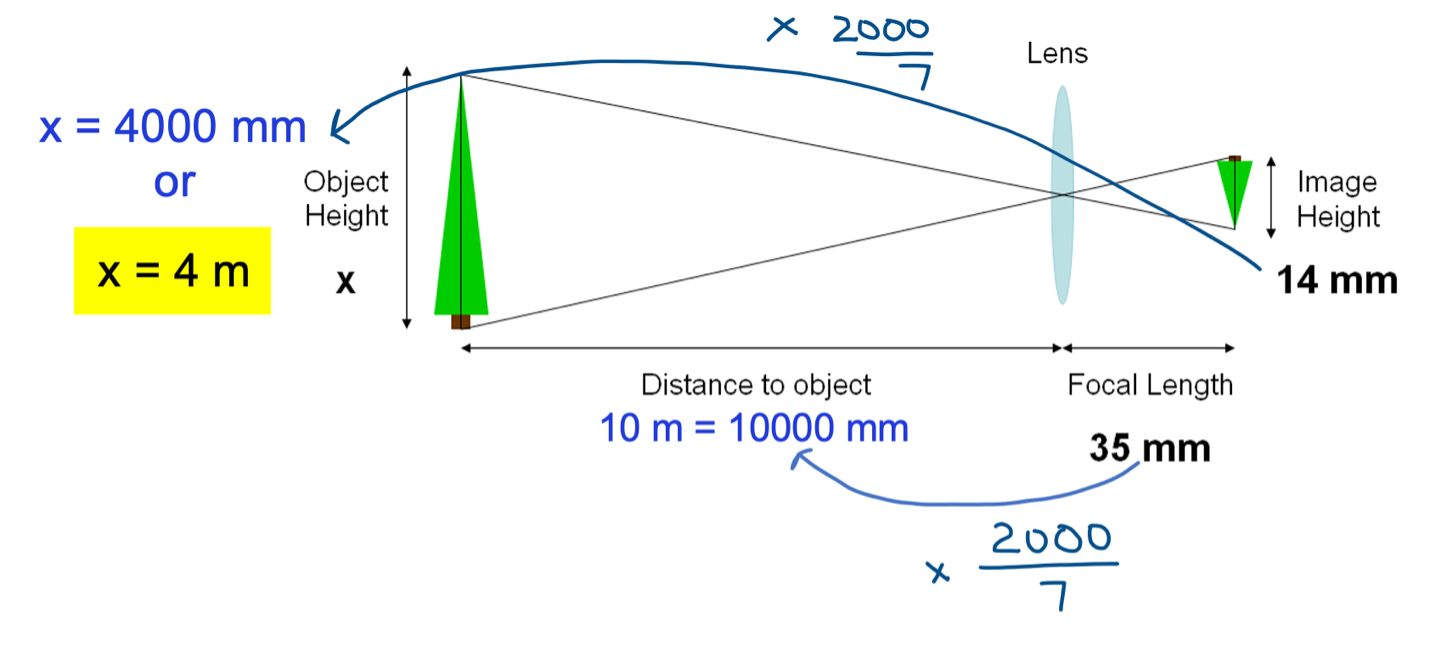 × 2000
7
Lens
x = 4000 mm
or
x = 4 m
Object
Height
x
Image
Height
14 mm
Distance to object
10 m = 10000 mm
Focal Length
35 mm
× 2000
7